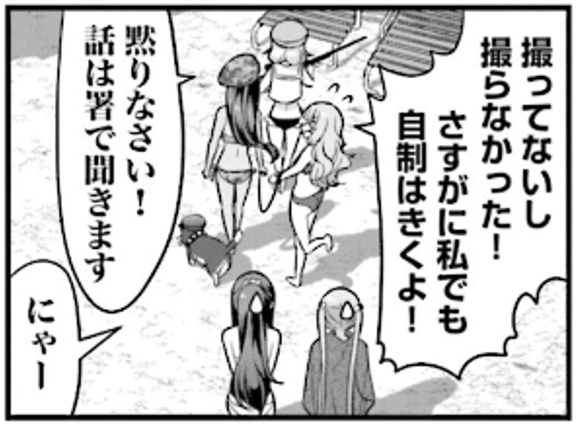 撮ってないし
撮らなかった！
さすがに私でも
自制はきくよ！
黙りなさい！
話は署で聞きます
にゃー